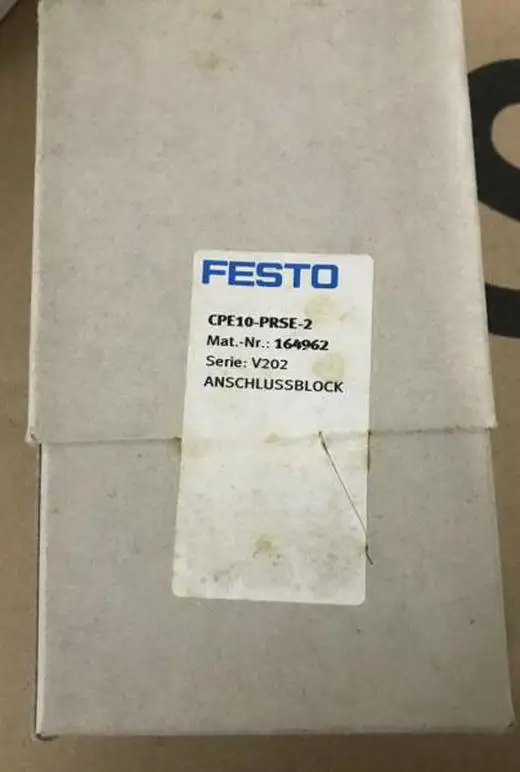 FESTO
CPE10-PRSE-2
Mat.-Nr.: 164962
Serie: V202
ANSCHLUSSBLOCK